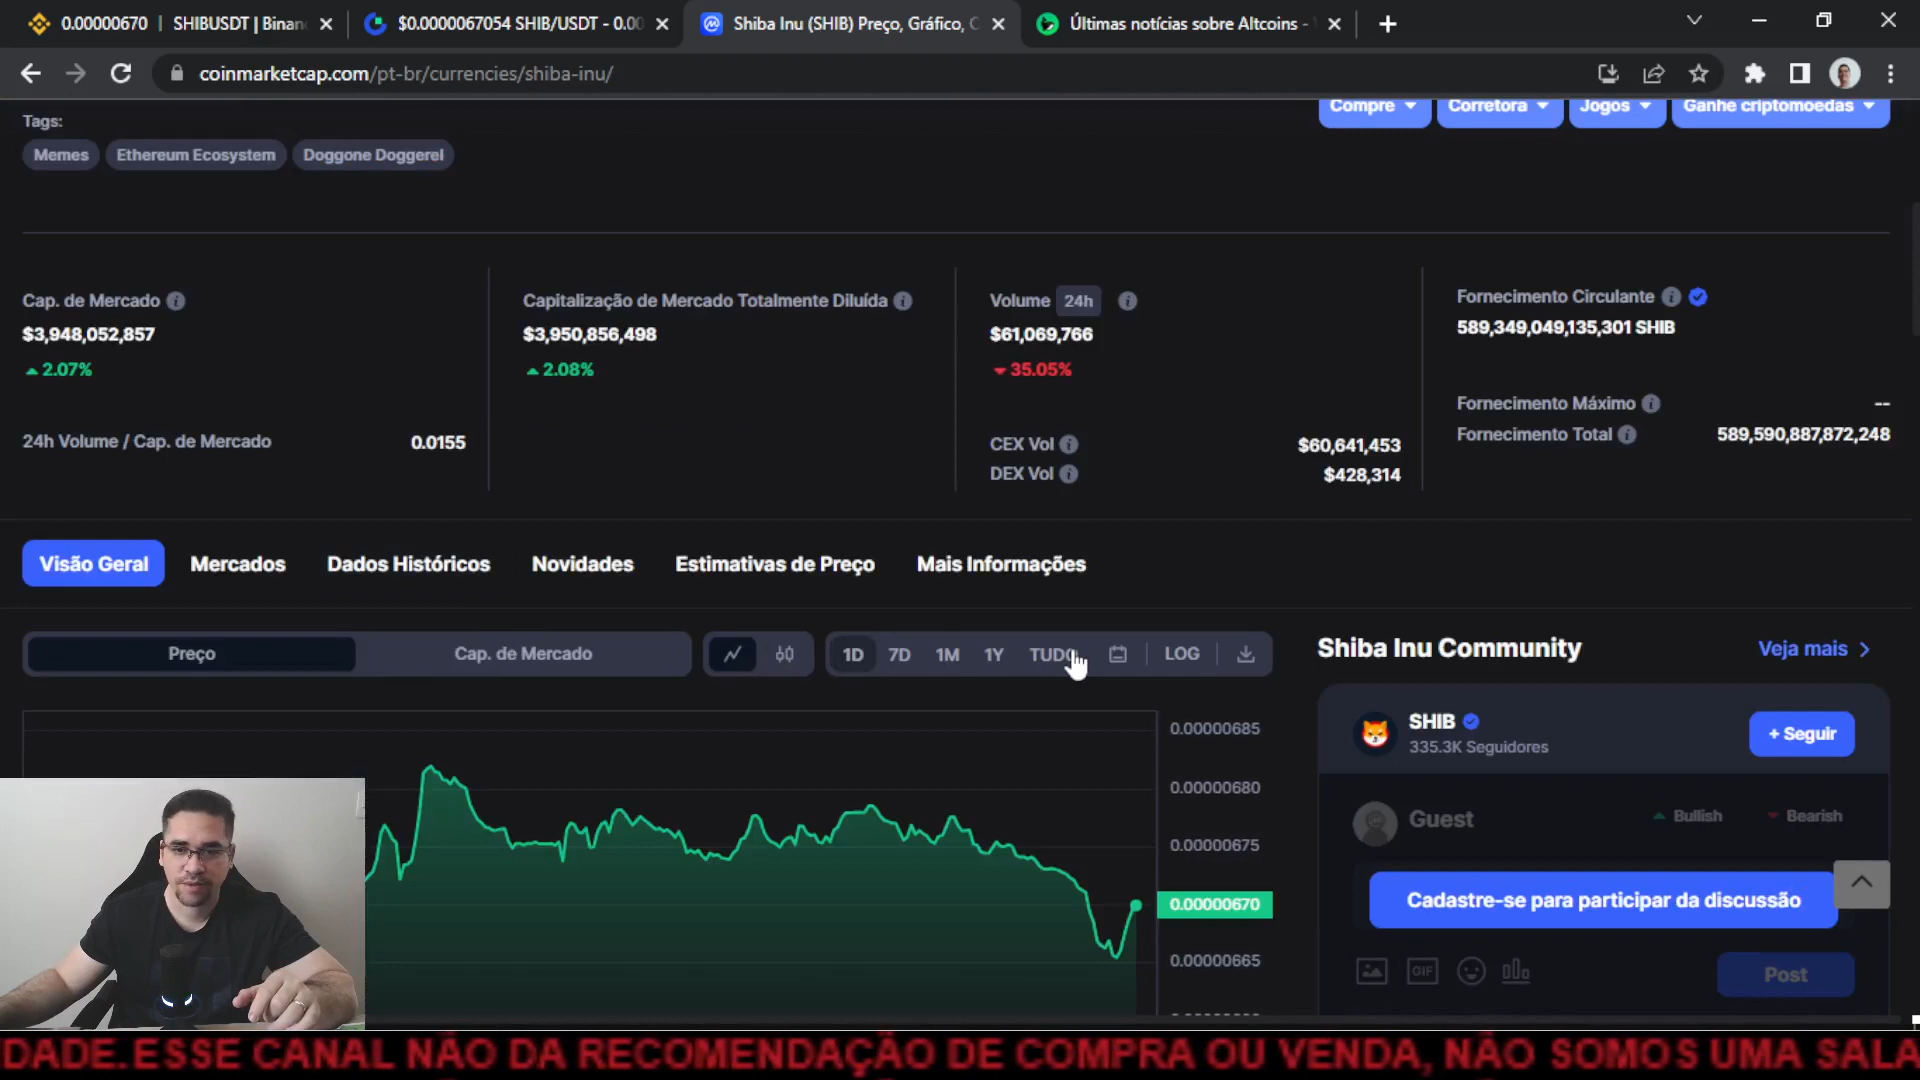 0.00000670 | SHIBUSDT | Binan
$0.0000067054 SHIB/USDT - 0.00
Shiba Inu (SHIB) Preço, Gráfico, C
Últimas notícias sobre Altcoins -
coinmarketcap.com/pt-br/currencies/shiba-inu/
Compre
Corretora
Jogos
Ganhe criptomoedas
Tags:
Memes
Ethereum Ecosystem
Doggone Doggerel
Cap. de Mercado
$3,948,052,857
2.07%
24h Volume / Cap. de Mercado
0.0155
Capitalização de Mercado Totalmente Diluída
$3,950,856,498
2.08%
Volume 24h
$61,069,766
35.05%
CEX Vol
$60,641,453
DEX Vol
$428,314
Fornecimento Circulante
589,349,049,135,301 SHIB
Fornecimento Máximo
--
Fornecimento Total
589,590,887,872,248
Visão Geral
Mercados
Dados Históricos
Novidades
Estimativas de Preço
Mais Informações
Preço
Cap. de Mercado
1D
7D
1M
1Y
TUDO
LOG
0.00000685
0.00000680
0.00000675
0.00000670
0.00000665
Shiba Inu Community
Veja mais
SHIB
335.3K Seguidores
+ Seguir
Guest
Bullish
Bearish
Cadastre-se para participar da discussão
GIF
Post
DADE.ESSE CANAL NÃO DA RECOMENDAÇÃO DE COMPRA OU VENDA, NÃO SOMOS UMA SALA